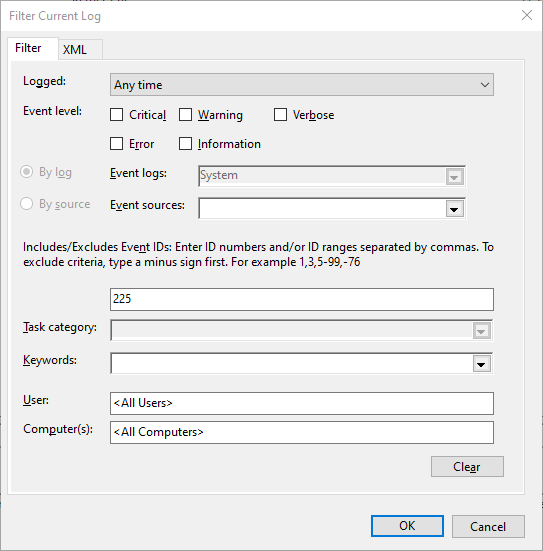 Filter Current Log
Filter XML
Logged: Any time
Event level: Critical Warning Verbose
Error Information
By log Event logs: System
By source Event sources:
Includes/Excludes Event IDs: Enter ID numbers and/or ID ranges separated by commas. To
exclude criteria, type a minus sign first. For example 1,3,5-99,-76
225
Task category:
Keywords:
User: <All Users>
Computer(s): <All Computers>
Clear
OK Cancel